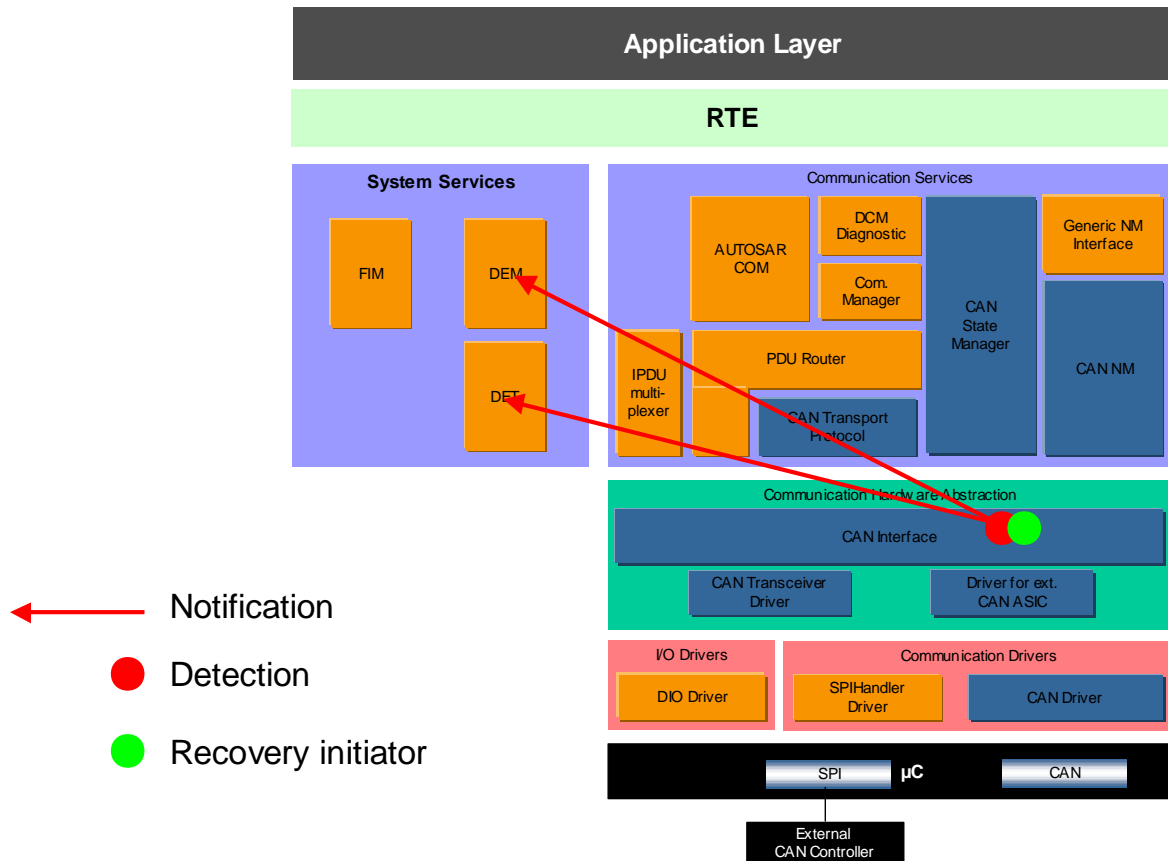 Application Layer
RTE
System Services
FIM
DEM
DET
Communication Services
AUTOSAR
COM
DCM
Diagnostic
Com.
Manager
CAN
State
Manager
Generic NM
Interface
CAN NM
PDU Router
IPDU
multi-
plexer
CAN Transport
Protocol
Communication Hardware Abstraction
CAN Interface
CAN Transceiver
Driver
Driver for ext.
CAN ASIC
I/O Drivers
DIO Driver
Communication Drivers
SPIHandler
Driver
CAN Driver
SPI
µC
CAN
External
CAN Controller
Notification
Detection
Recovery initiator